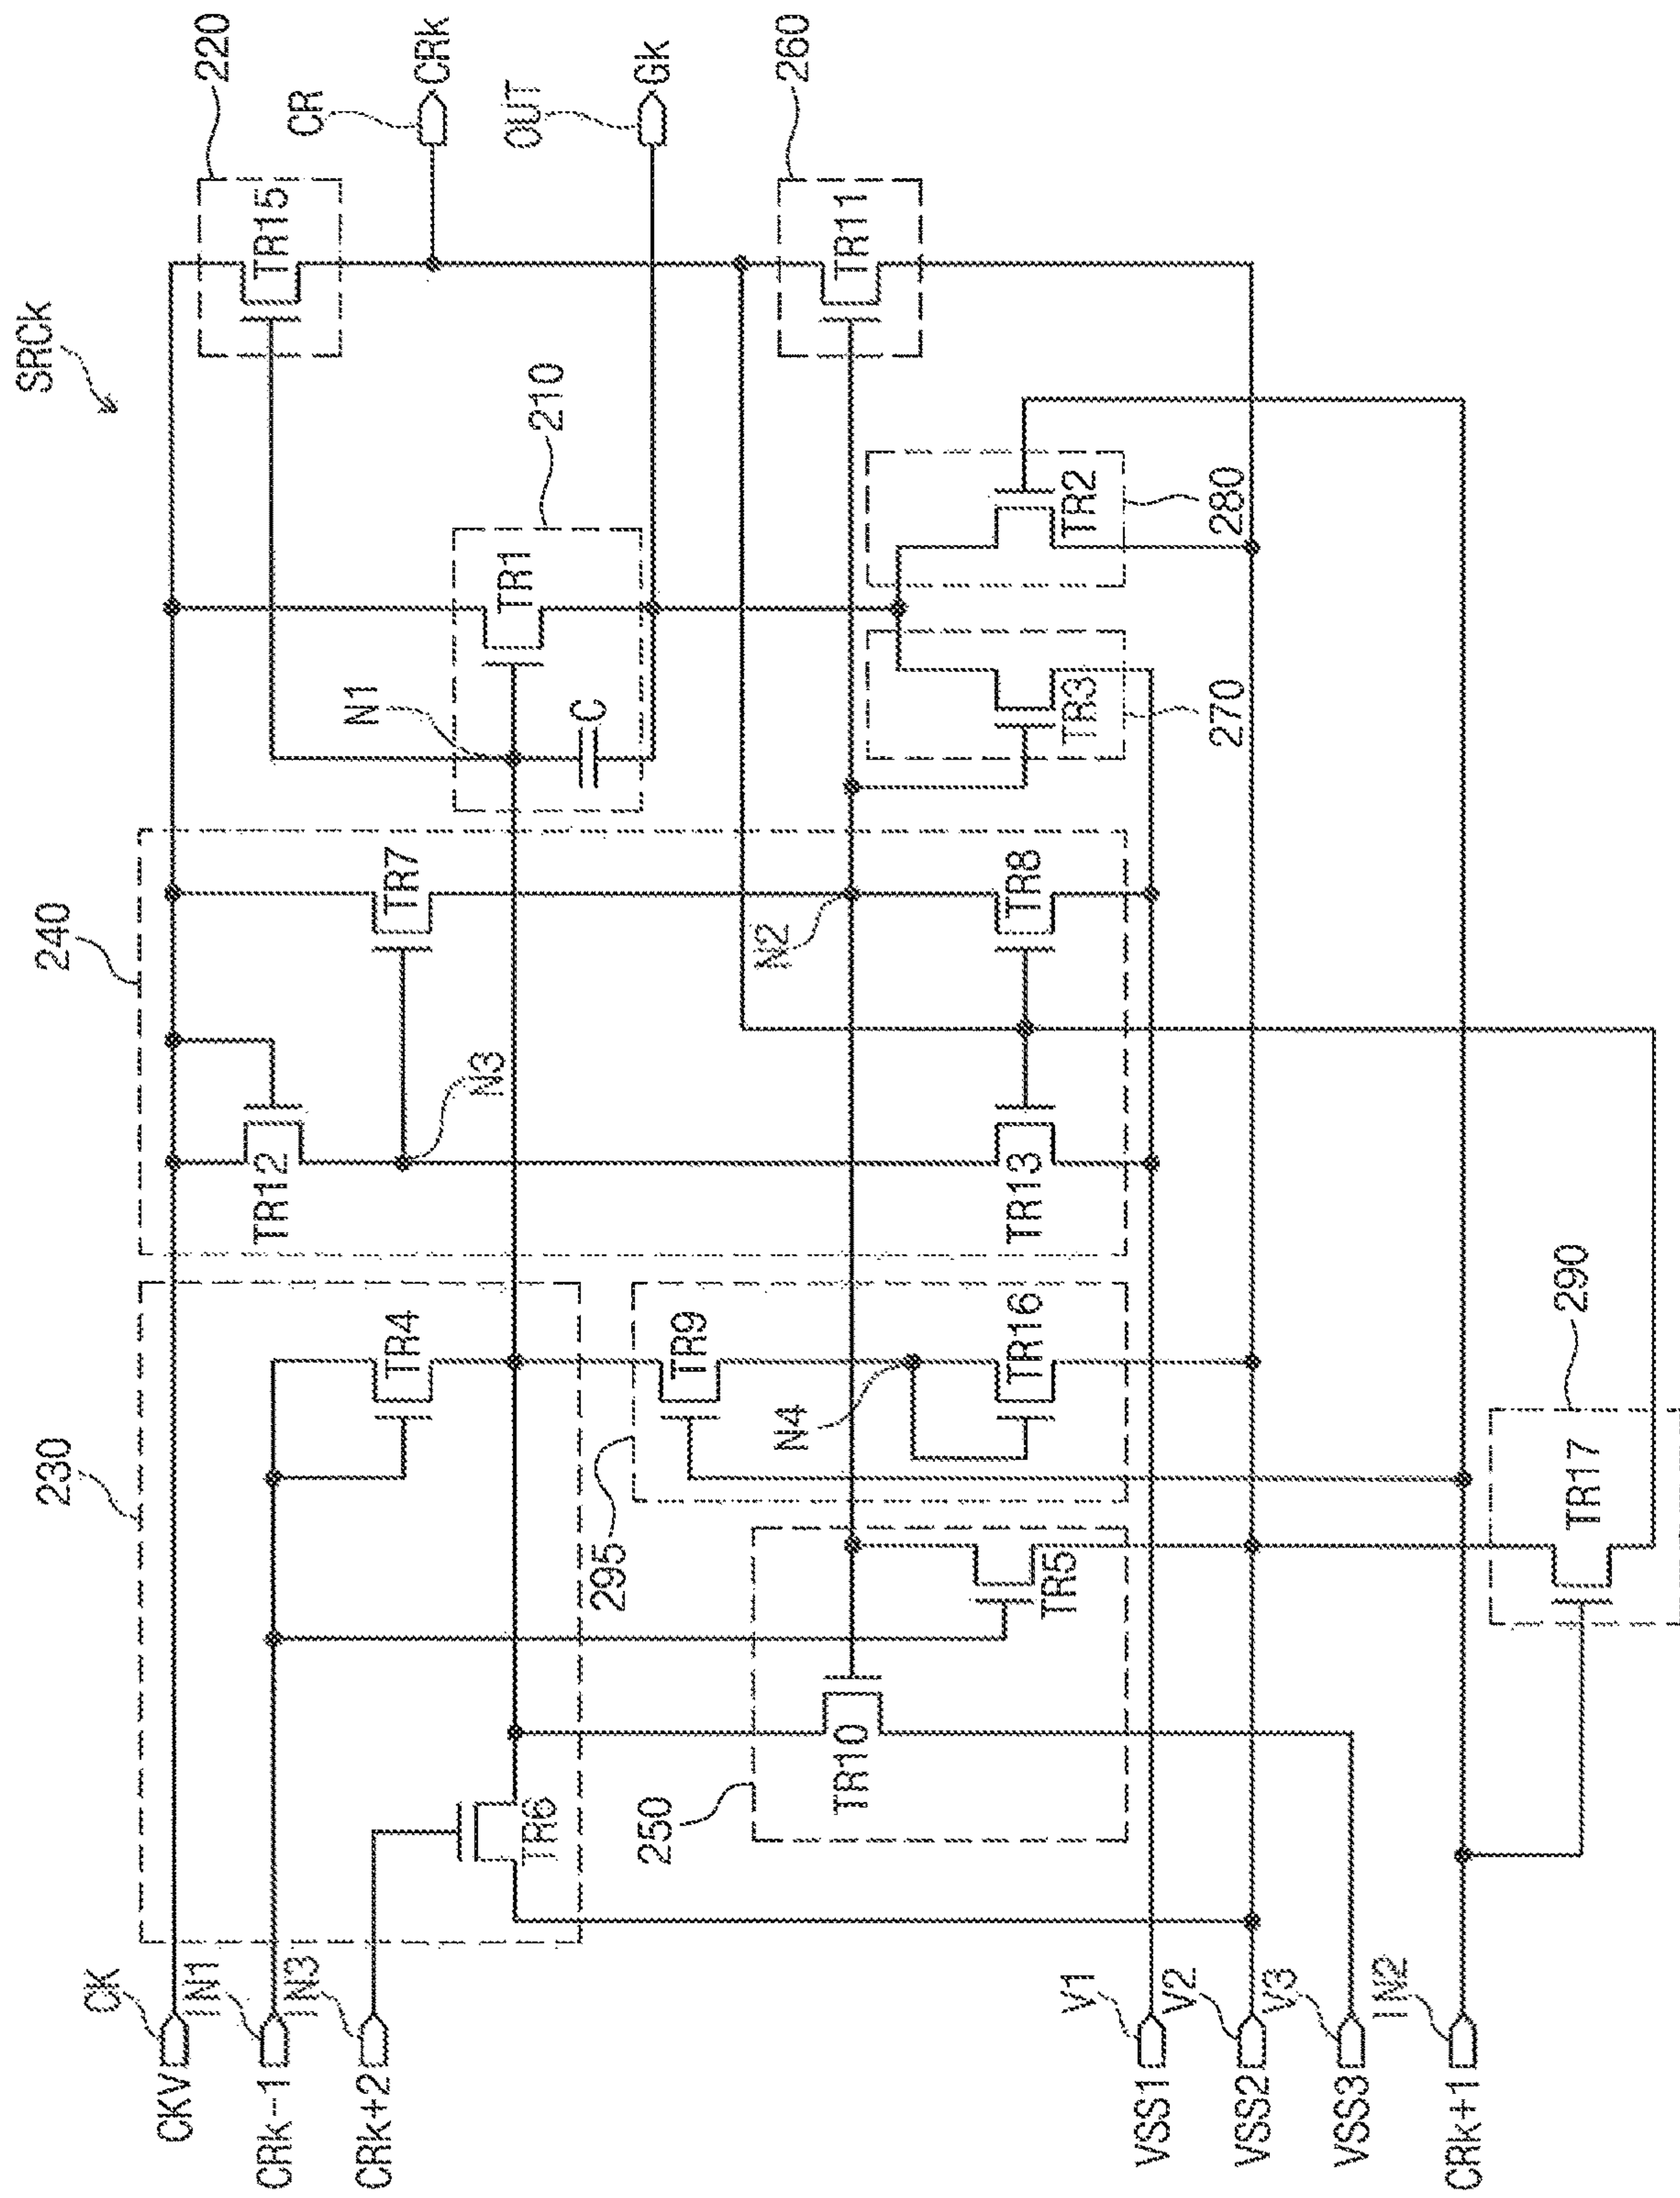 SRCk
220
CR
CRk
OUT
Gk
260
TR15
TR11
210
TR1
N1
C
TR2
280
TR3
270
240
TR7
N2
TR8
N3
TR12
TR13
230
TR4
295
TR9
N4
TR16
290
TR17
TR5
250
TR10
TR6
CK
CKV
IN1
CRk-1
IN3
CRk+2
V1
VSS1
V2
VSS2
V3
VSS3
IN2
CRk+1